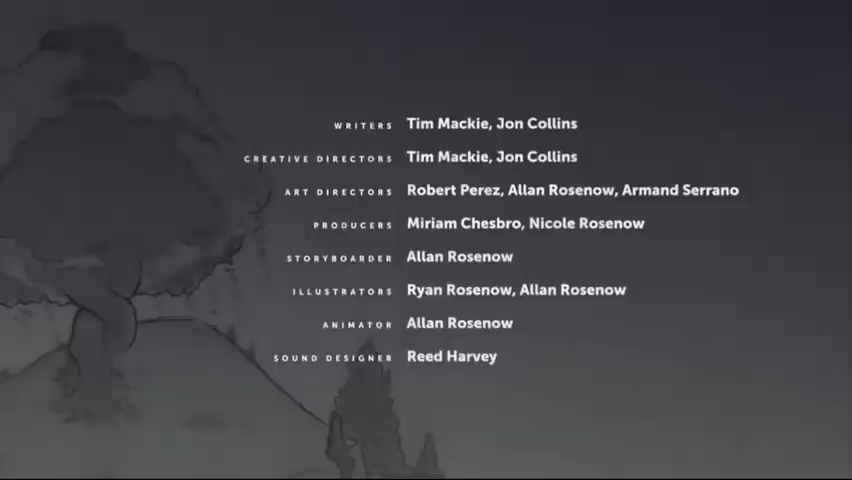 WRITERS Tim Mackie, Jon Collins
CREATIVE DIRECTORS Tim Mackie, Jon Collins
ART DIRECTORS Robert Perez, Allan Rosenow, Armand Serrano
PRODUCERS Miriam Chesbro, Nicole Rosenow
STORYBOARDER Allan Rosenow
ILLUSTRATORS Ryan Rosenow, Allan Rosenow
ANIMATOR Allan Rosenow
SOUND DESIGNER Reed Harvey